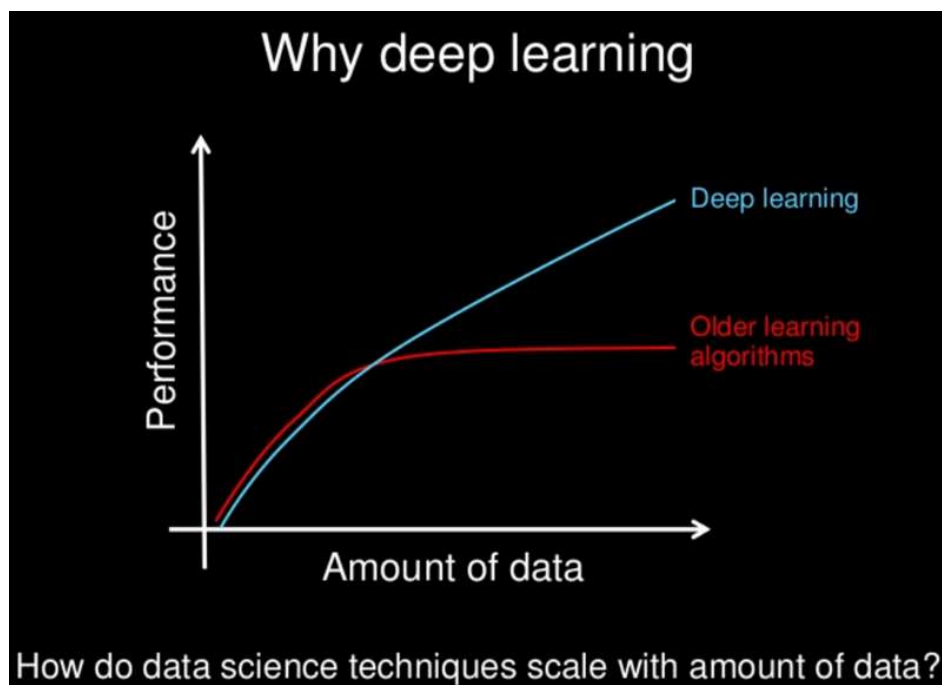 Why deep learning
Performance
Deep learning
Older learning
algorithms
Amount of data
How do data science techniques scale with amount of data?